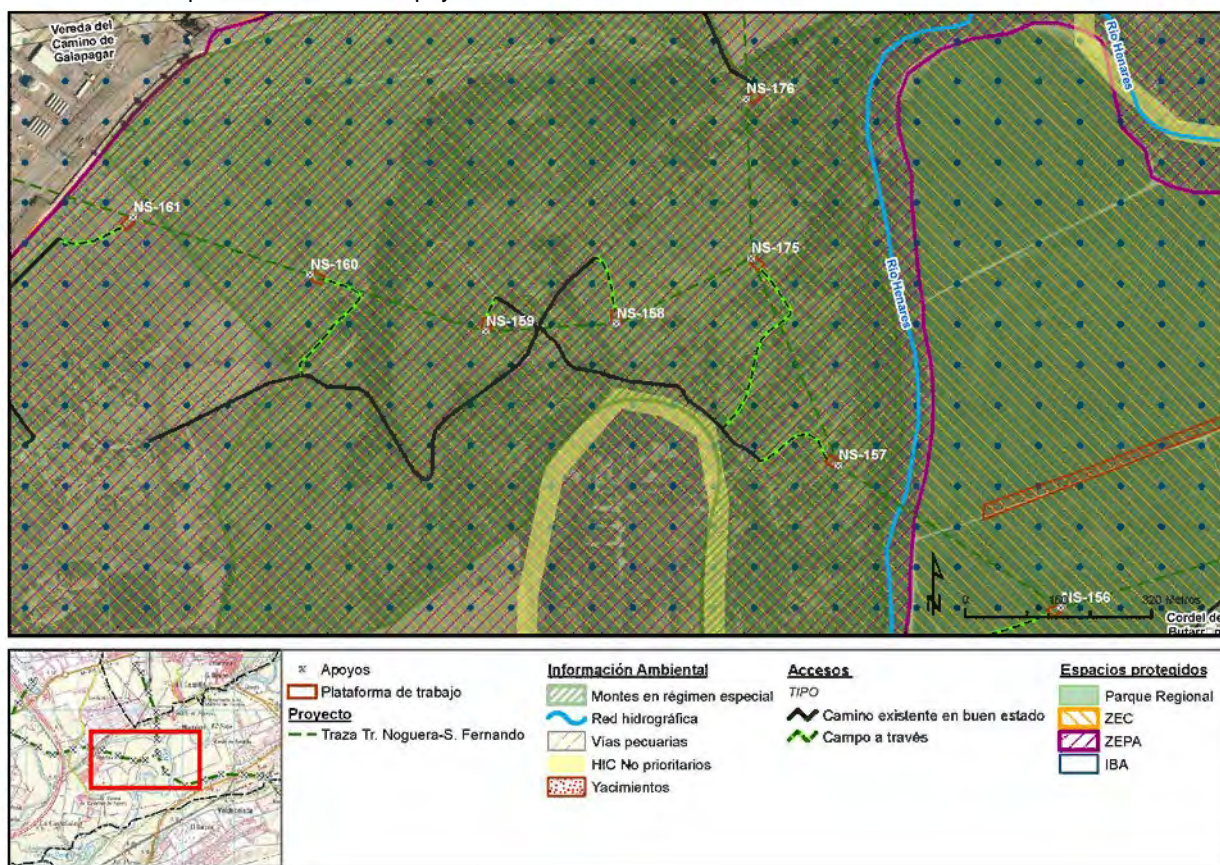 Vereda del
Camino de
Galapagar
Río Henares
NS-176
NS-161
NS-175
NS-160
Río Henares
NS-158
NS-159
NS-157
NS-156
0
320 Metros
N
Cordel de
Apoyos
Plataforma de trabajo
Proyecto
Traza Tr. Noguera-S. Fernando
Información Ambiental
Montes en régimen especial
Red hidrográfica
Vías pecuarias
HIC No prioritarios
Yacimientos
Accesos
TIPO
Camino existente en buen estado
Campo a través
Espacios protegidos
Parque Regional
ZEC
ZEPA
IBA